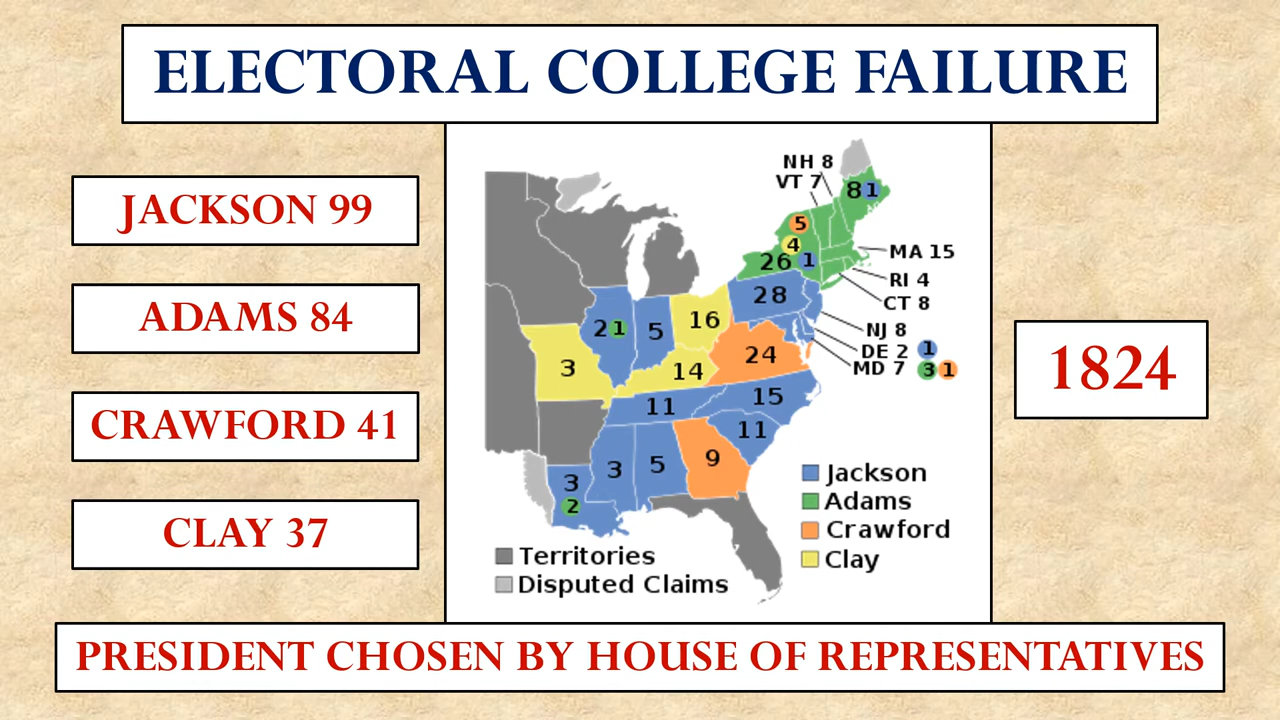 ELECTORAL COLLEGE FAILURE
JACKSON 99
ADAMS 84
CRAWFORD 41
CLAY 37
NH 8
VT 7
8 1
5
4
26 1
MA 15
RI 4
CT 8
28
NJ 8
DE 2 1
MD 7 3 1
2 1
5
16
24
3
14
11
15
11
3
5
9
3
2
Jackson
Adams
Crawford
Clay
Territories
Disputed Claims
1824
PRESIDENT CHOSEN BY HOUSE OF REPRESENTATIVES